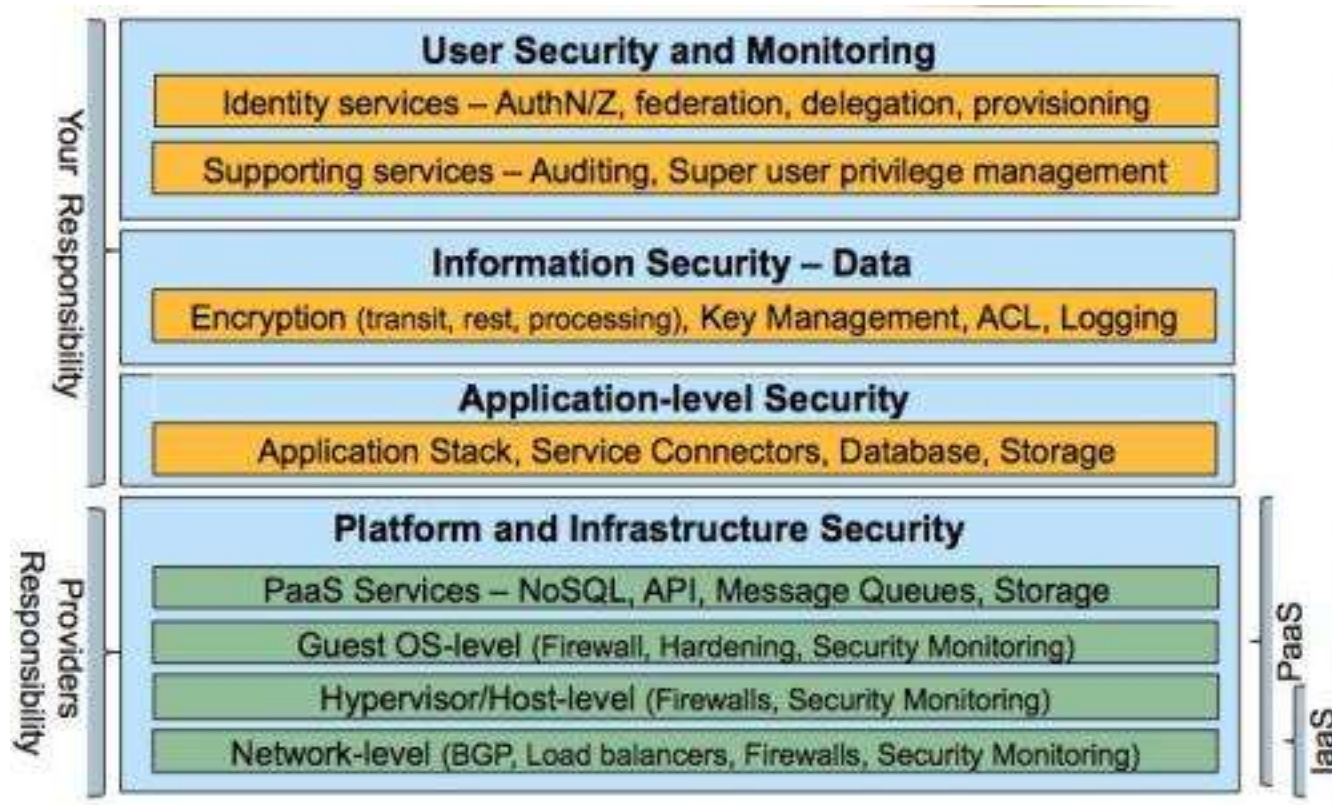 User Security and Monitoring
Identity services – AuthN/Z, federation, delegation, provisioning
Supporting services – Auditing, Super user privilege management
Your Responsibility
Information Security – Data
Encryption (transit, rest, processing), Key Management, ACL, Logging
Application-level Security
Application Stack, Service Connectors, Database, Storage
Platform and Infrastructure Security
PaaS Services – NoSQL, API, Message Queues, Storage
Guest OS-level (Firewall, Hardening, Security Monitoring)
Hypervisor/Host-level (Firewalls, Security Monitoring)
Network-level (BGP, Load balancers, Firewalls, Security Monitoring)
Providers
Responsibility
PaaS
IaaS